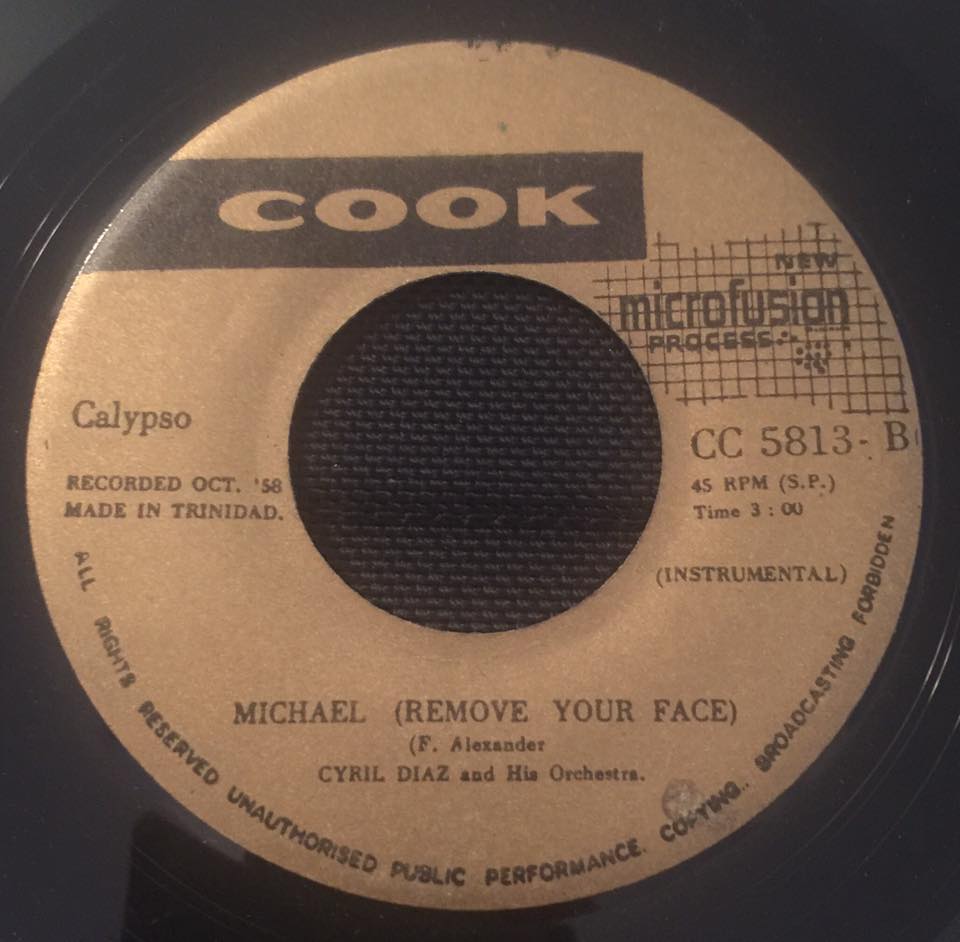 COOK
NEW
microfusion
PROCESS
Calypso
CC 5813- B
RECORDED OCT. '58
45 RPM (S.P.)
MADE IN TRINIDAD.
Time 3 : 00
(INSTRUMENTAL)
MICHAEL (REMOVE YOUR FACE)
(F. Alexander
CYRIL DIAZ and His Orchestra.
ALL RIGHTS RESERVED UNAUTHORISED PUBLIC PERFORMANCE. COPYING.. BROADCASTING FORBIDDEN